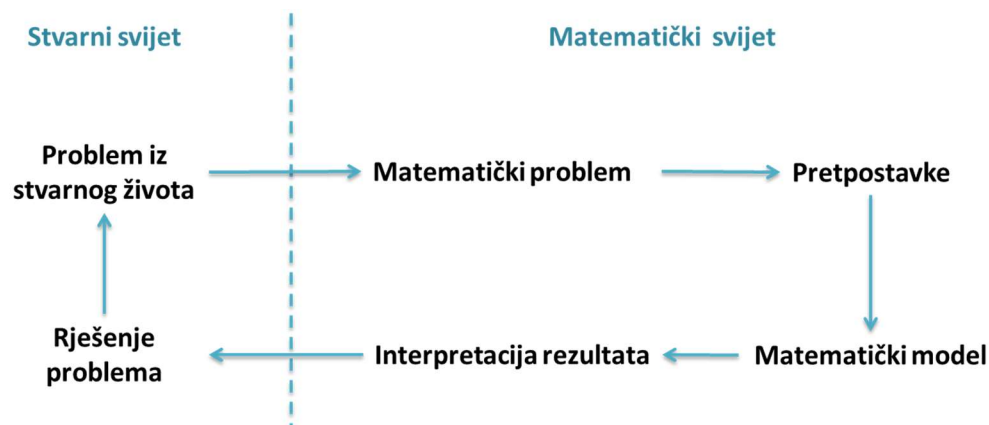 Stvarni svijet
Matematički svijet
Problem iz
stvarnog života
Matematički problem
Pretpostavke
Rješenje
problema
Interpretacija rezultata
Matematički model